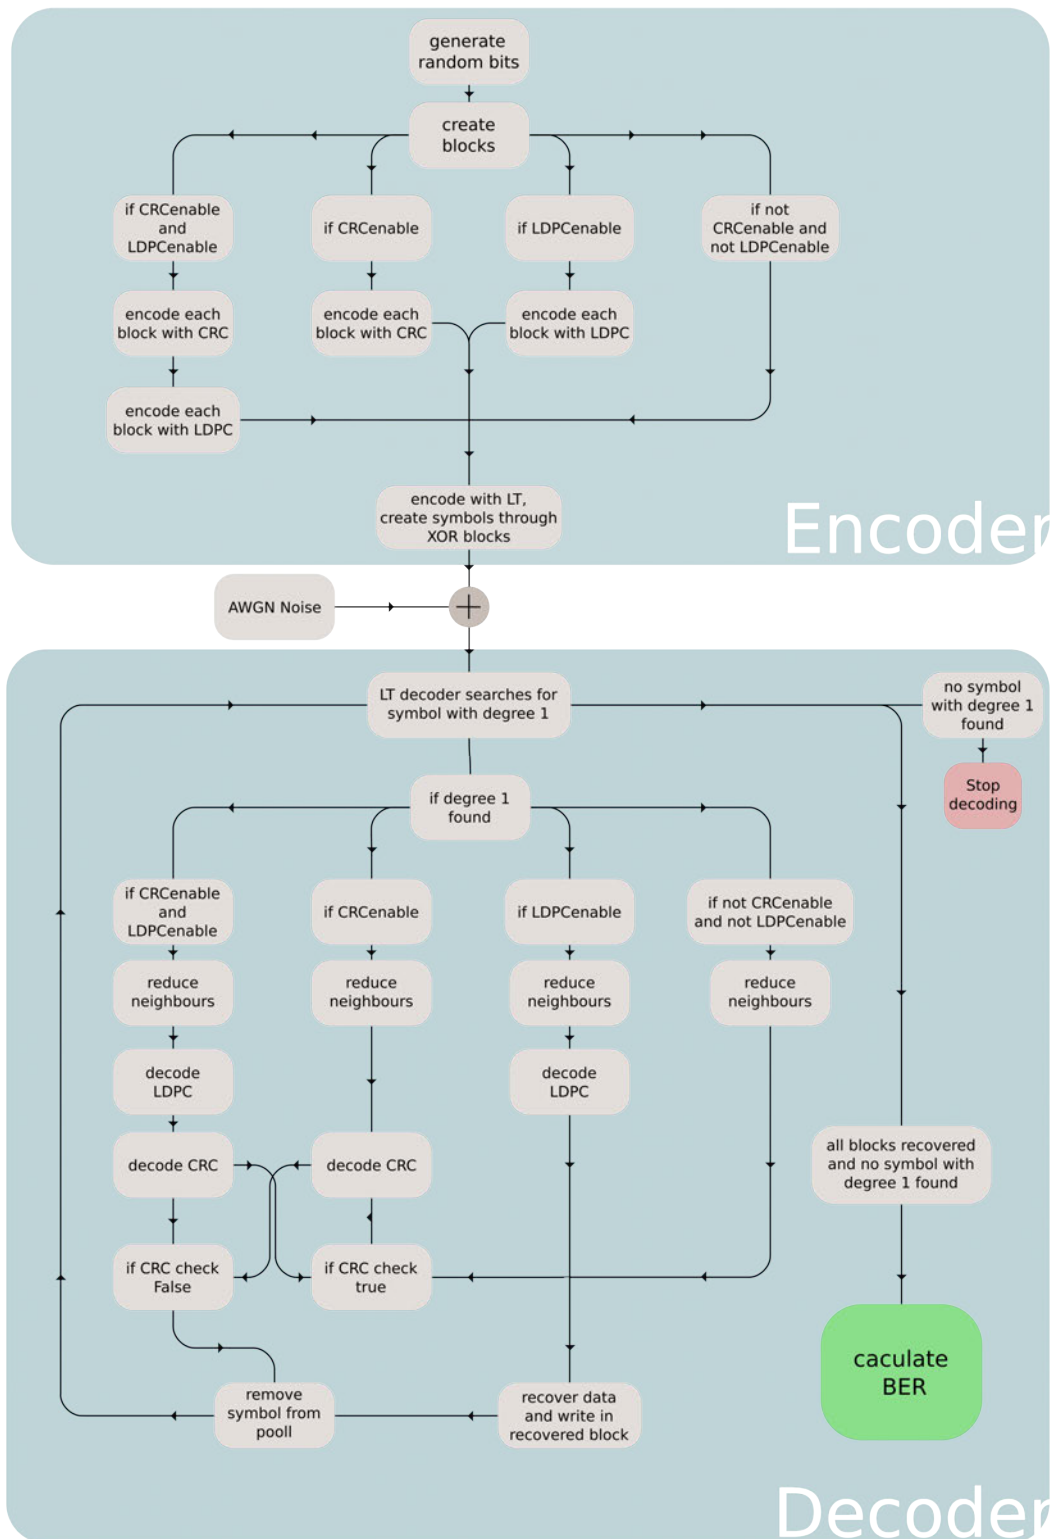 generate
random bits
create
blocks
if CRCenable
and
LDPCenable
if CRCenable
if LDPCenable
if not
CRCenable and
not LDPCenable
encode each
block with CRC
encode each
block with CRC
encode each
block with LDPC
encode each
block with LDPC
encode with LT,
create symbols through
XOR blocks
Encoder
AWGN Noise
LT decoder searches for
symbol with degree 1
no symbol
with degree 1
found
Stop
decoding
if degree 1
found
if CRCenable
and
LDPCenable
if CRCenable
if LDPCenable
if not CRCenable
and not LDPCenable
reduce
neighbours
reduce
neighbours
reduce
neighbours
reduce
neighbours
decode
LDPC
decode
LDPC
decode CRC
decode CRC
all blocks recovered
and no symbol with
degree 1 found
if CRC check
False
if CRC check
true
caculate
BER
remove
symbol from
pooll
recover data
and write in
recovered block
Decoder